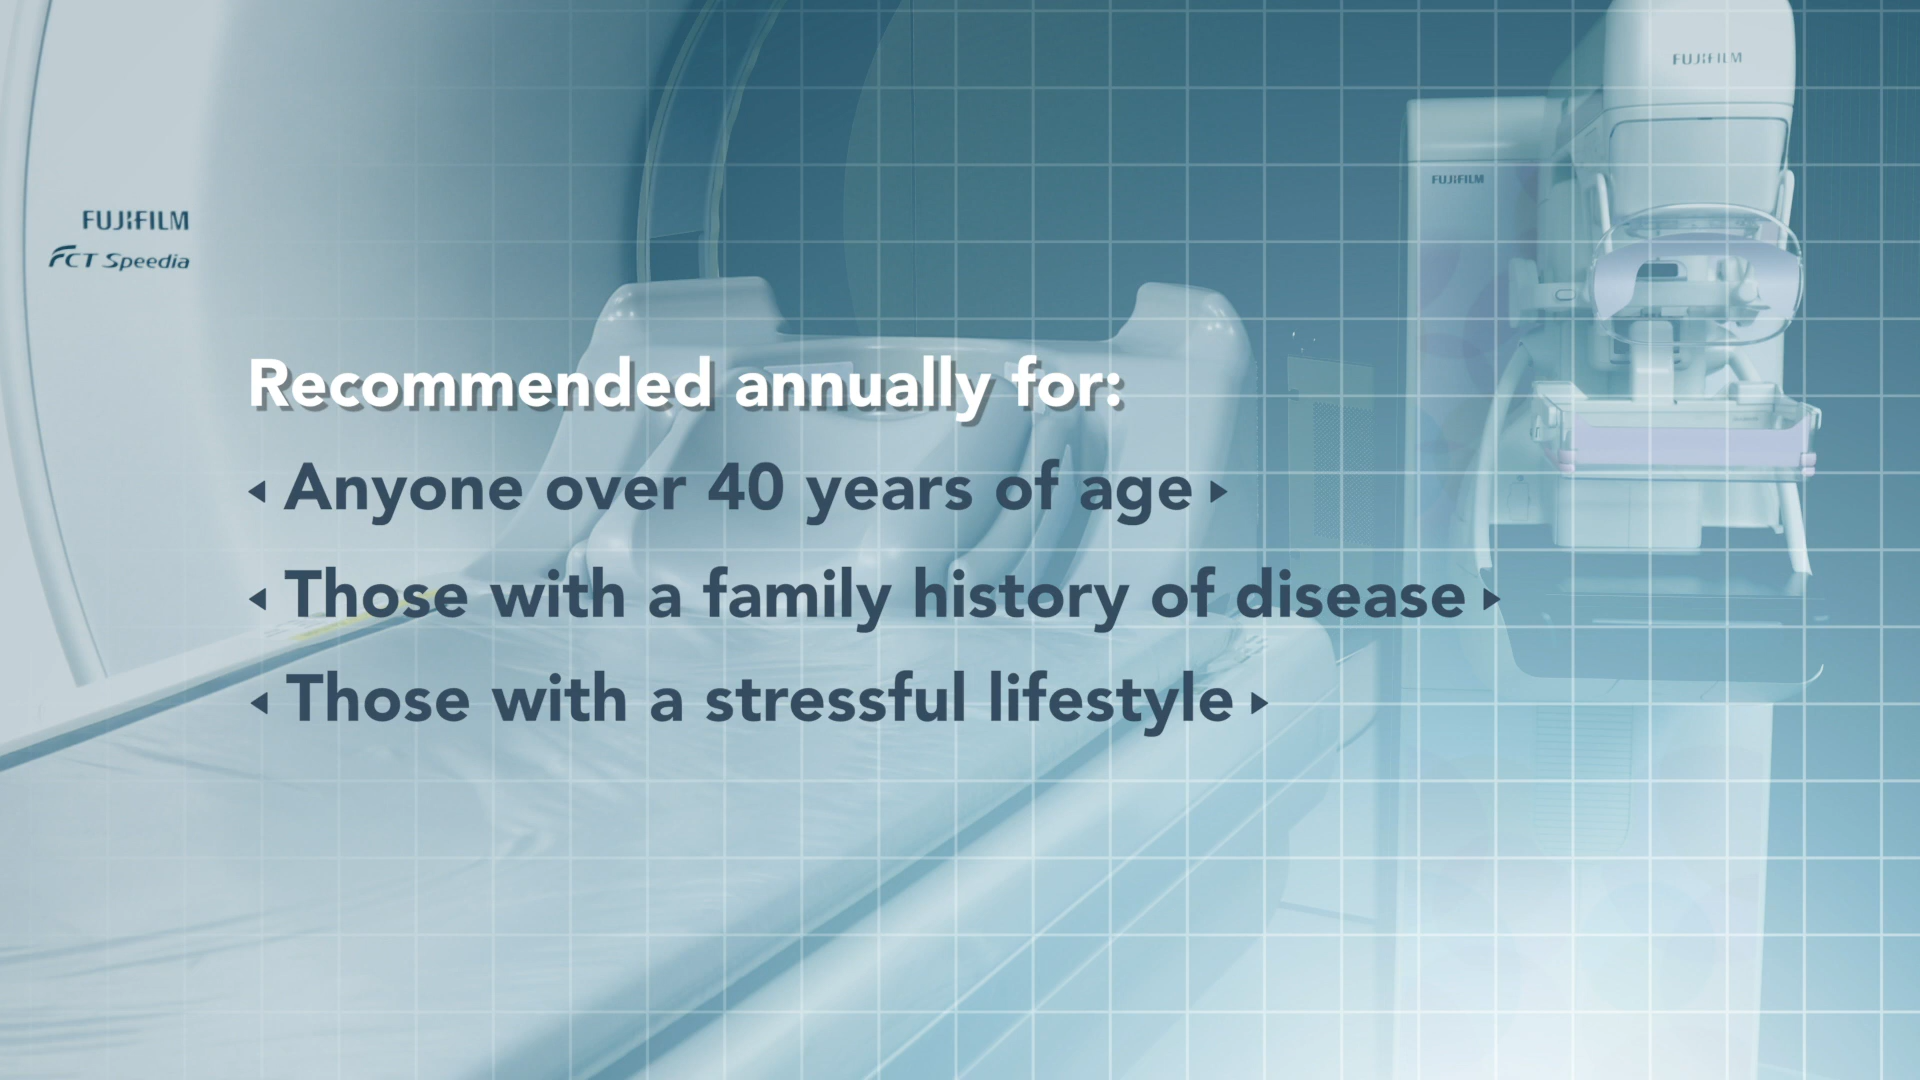 FUJIFILM
FUJIFILM
FUJIFILM
FCT Speedia
Recommended annually for:
Anyone over 40 years of age
Those with a family history of disease
Those with a stressful lifestyle